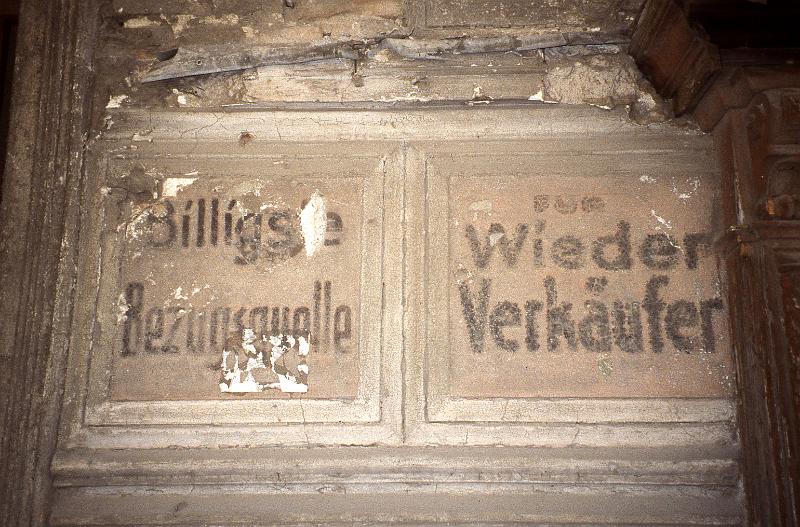 Billigste
Bezugsquelle
für
Wieder
Verkäufer